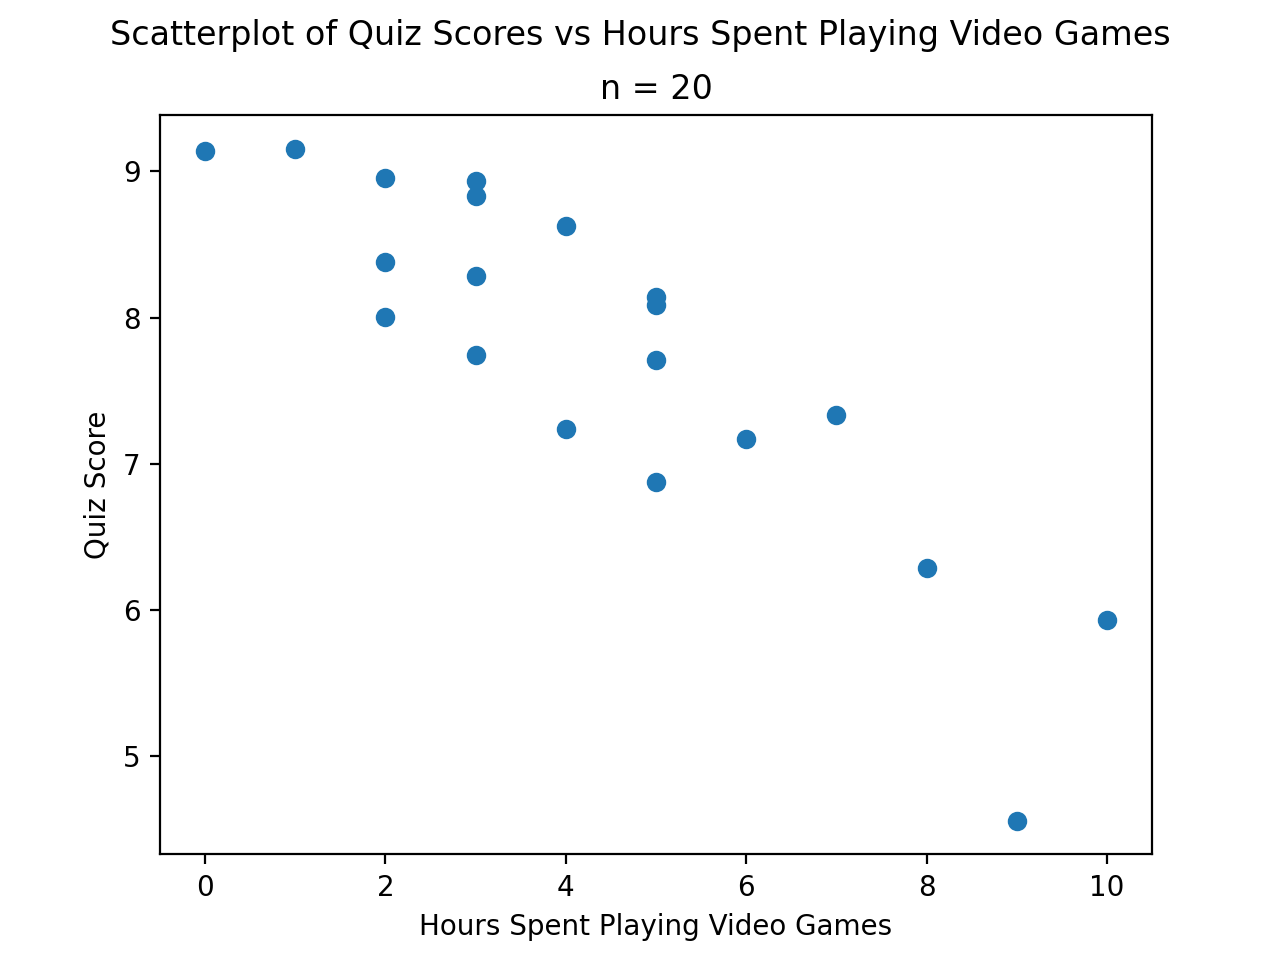 Scatterplot of Quiz Scores vs Hours Spent Playing Video Games
n = 20
9
8
7
6
5
Quiz Score
0 2 4 6 8 10
Hours Spent Playing Video Games